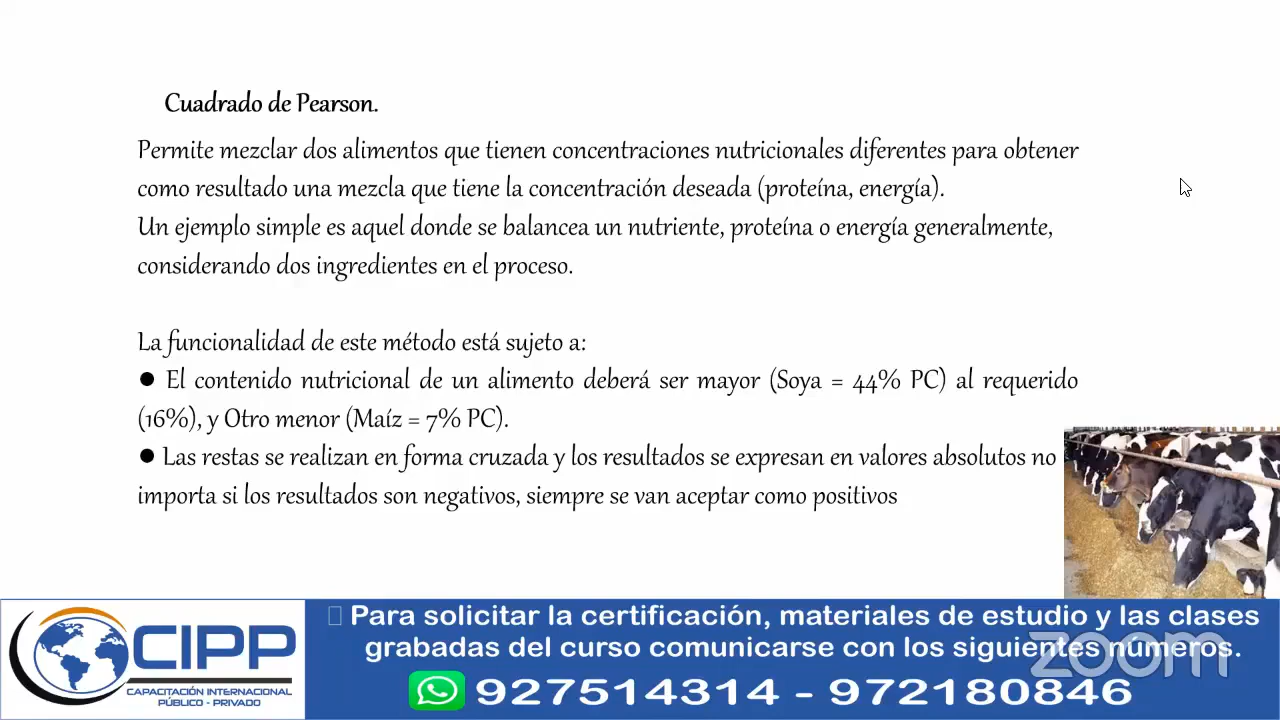 Cuadrado de Pearson.
Permite mezclar dos alimentos que tienen concentraciones nutricionales diferentes para obtener
como resultado una mezcla que tiene la concentración deseada (proteína, energía).
Un ejemplo simple es aquel donde se balancea un nutriente, proteína o energía generalmente,
considerando dos ingredientes en el proceso.
La funcionalidad de este método está sujeto a:
● El contenido nutricional de un alimento deberá ser mayor (Soya = 44% PC) al requerido
(16%), y Otro menor (Maíz = 7% PC).
● Las restas se realizan en forma cruzada y los resultados se expresan en valores absolutos no
importa si los resultados son negativos, siempre se van aceptar como positivos
CIPP
CAPACITACIÓN INTERNACIONAL
PÚBLICO - PRIVADO
Para solicitar la certificación, materiales de estudio y las clases
grabadas del curso comunicarse con los siguientes números.
zoom
927514314 - 972180846